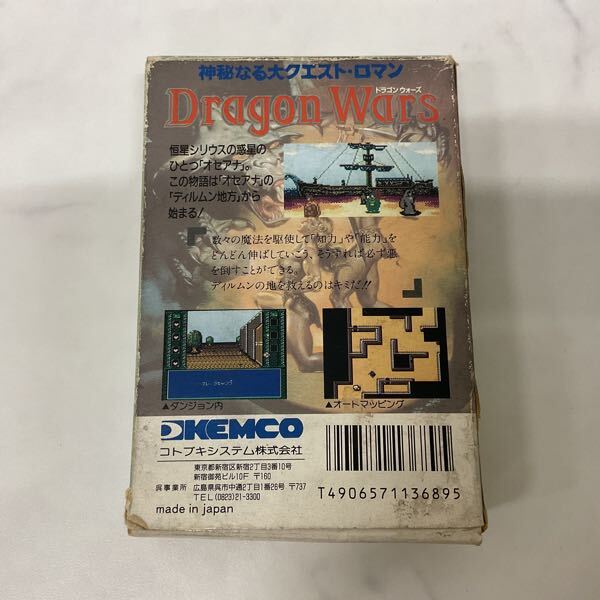 神秘なる大クエスト・ロマン
ドラゴン ウォーズ
Dragon Wars
恒星シリウスの惑星の
ひとつ「オセアナ」。
この物語は「オセアナ」の
「ディルムン地方」から
始まる!
数々の魔法を駆使して「知力」や「能力」を
どんどん伸ばしていこう、そうすれば必ず悪
を倒すことができる。
ディルムンの地を救えるのはキミだ!!
▲ダンジョン内
▲オートマッピング
KEMCO
コトブキシステム株式会社
東京都新宿区新宿2丁目3番10号
新宿御苑ビル10F 〒160
呉事業所 広島県呉市中通2丁目1番26号 〒737
TEL(0823)21-3300
made in japan
T4906571136895